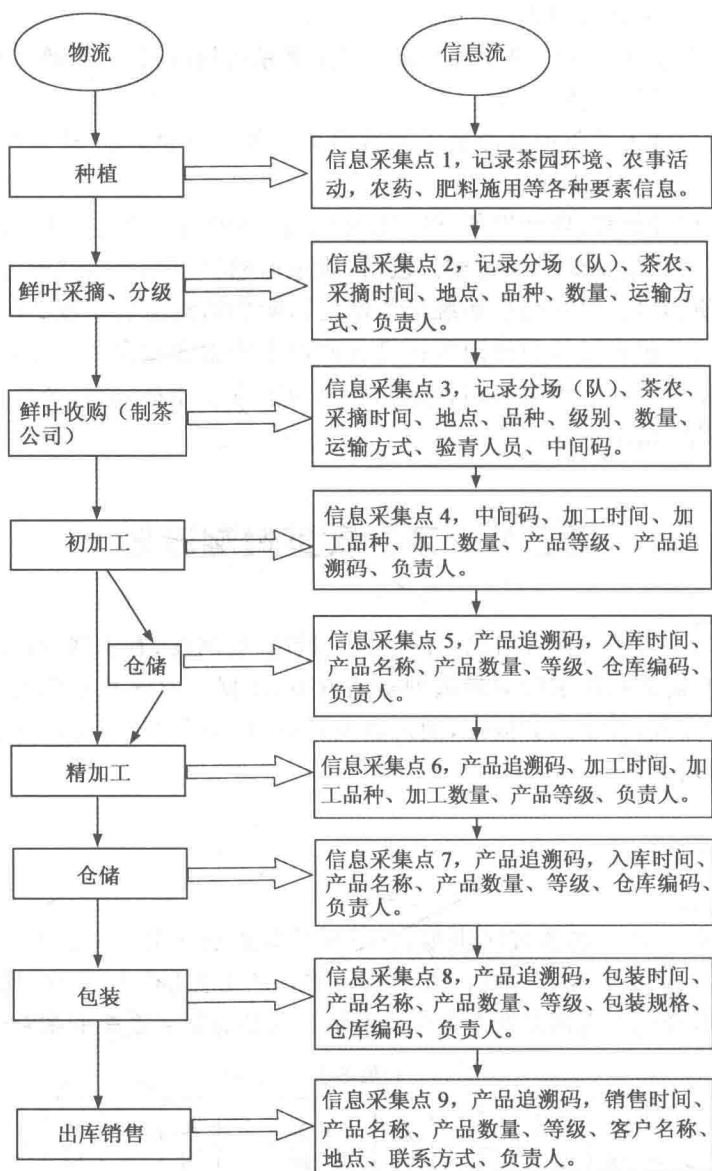 物流
信息流
种植
信息采集点 1，记录茶园环境、农事活
动，农药、肥料施用等各种要素信息。
鲜叶采摘、分级
信息采集点 2，记录分场（队）、茶农、
采摘时间、地点、品种、数量、运输方
式、负责人。
鲜叶收购（制茶
公司）
信息采集点 3，记录分场（队）、茶农、
采摘时间、地点、品种、级别、数量、
运输方式、验青人员、中间码。
初加工
信息采集点 4，中间码、加工时间、加
工品种、加工数量、产品等级、产品追
溯码、负责人。
仓储
信息采集点 5，产品追溯码，入库时间、
产品名称、产品数量、等级、仓库编码、
负责人。
精加工
信息采集点 6，产品追溯码、加工时间、加
工品种、加工数量、产品等级、负责人。
仓储
信息采集点 7，产品追溯码，入库时间、
产品名称、产品数量、等级、仓库编码、
负责人。
包装
信息采集点 8，产品追溯码，包装时间、
产品名称、产品数量、等级、包装规格、
仓库编码、负责人。
出库销售
信息采集点 9，产品追溯码，销售时间、
产品名称、产品数量、等级、客户名称、
地点、联系方式、负责人。